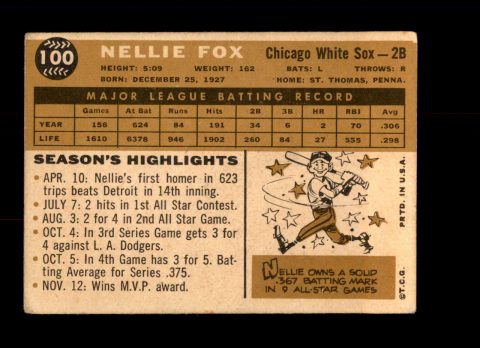 100
NELLIE FOX
Chicago White Sox — 2B
HEIGHT: 5:09 WEIGHT: 162 BATS: L THROWS: R
BORN: DECEMBER 25, 1927 HOME: ST. THOMAS, PENNA.
MAJOR LEAGUE BATTING RECORD
Games At Bat Runs Hits 2B 3B HR RBI Avg
YEAR 156 624 84 191 34 6 2 70 .306
LIFE 1610 6378 946 1902 260 84 27 555 .298
SEASON'S HIGHLIGHTS
• APR. 10: Nellie's first homer in 623
trips beats Detroit in 14th inning.
• JULY 7: 2 hits in 1st All Star Contest.
• AUG. 3: 2 for 4 in 2nd All Star Game.
• OCT. 4: In 3rd Series Game gets 3 for
4 against L. A. Dodgers.
• OCT. 5: In 4th Game has 3 for 5. Bat-
ting Average for Series .375.
• NOV. 12: Wins M.V.P. award.
NELLIE OWNS A SOLID
.367 BATTING MARK
IN 9 ALL-STAR GAMES
©T.C.G. PRTD. IN U.S.A.